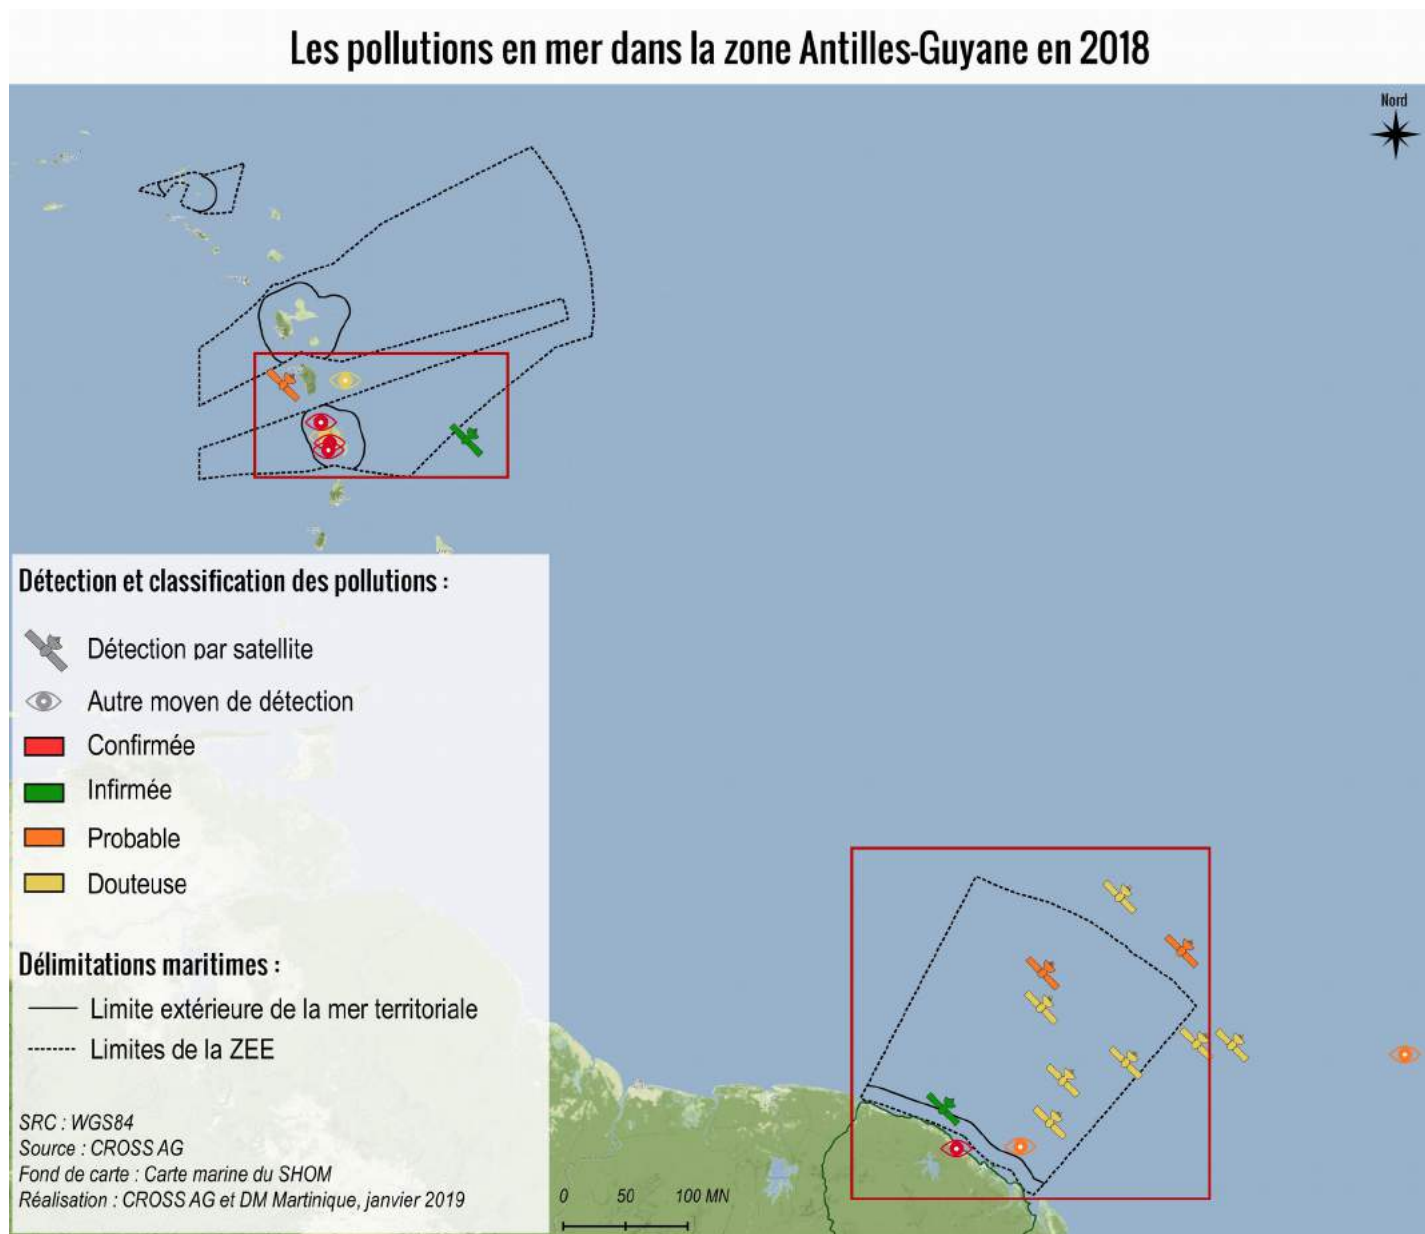 Les pollutions en mer dans la zone Antilles-Guyane en 2018
Nord
Détection et classification des pollutions :
Détection par satellite
Autre moyen de détection
Confirmée
Infirmée
Probable
Douteuse
Délimitations maritimes :
Limite extérieure de la mer territoriale
Limites de la ZEE
SRC : WGS84
Source : CROSS AG
Fond de carte : Carte marine du SHOM
Réalisation : CROSS AG et DM Martinique, janvier 2019
0 50 100 MN